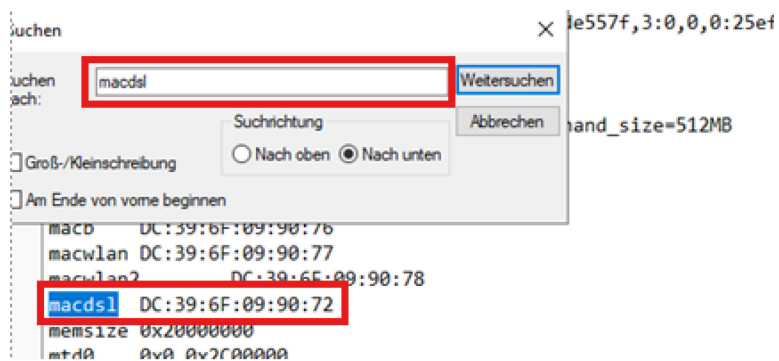 uchen
de557f,3:0,0,0:25ef
uchen
ach:
macdsl
Weitersuchen
Suchrichtung
Abbrechen
hand_size=512MB
Nach oben
Nach unten
Groß-/Kleinschreibung
Am Ende von vorne beginnen
macb DC:39:6F:09:90:76
macwlan DC:39:6F:09:90:77
macwlan2 DC:39:6F:09:90:78
macdsl DC:39:6F:09:90:72
memsize 0x20000000
mtd0 0x0,0x2C00000